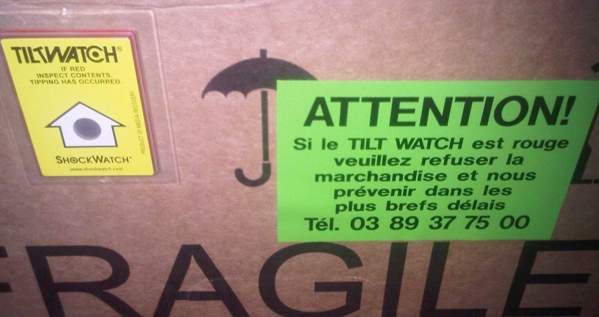 TILTWATCH®
IF RED
INSPECT CONTENTS.
TIPPING HAS OCCURRED.
SHOCKWATCH®
www.shockwatch.com
ATTENTION!
Si le TILT WATCH est rouge
veuillez refuser la
marchandise et nous
prévenir dans les
plus brefs délais
Tél. 03 89 37 75 00
FRAGILE